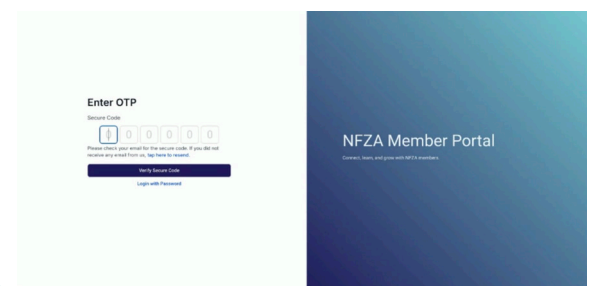 Enter OTP
Secure Code
0 0 0 0 0 0
Please check your email for the secure code. If you did not
receive any email from us, tap here to resend.
Verify Secure Code
Login with Password
NFZA Member Portal
Connect, learn, and grow with NFZA members.